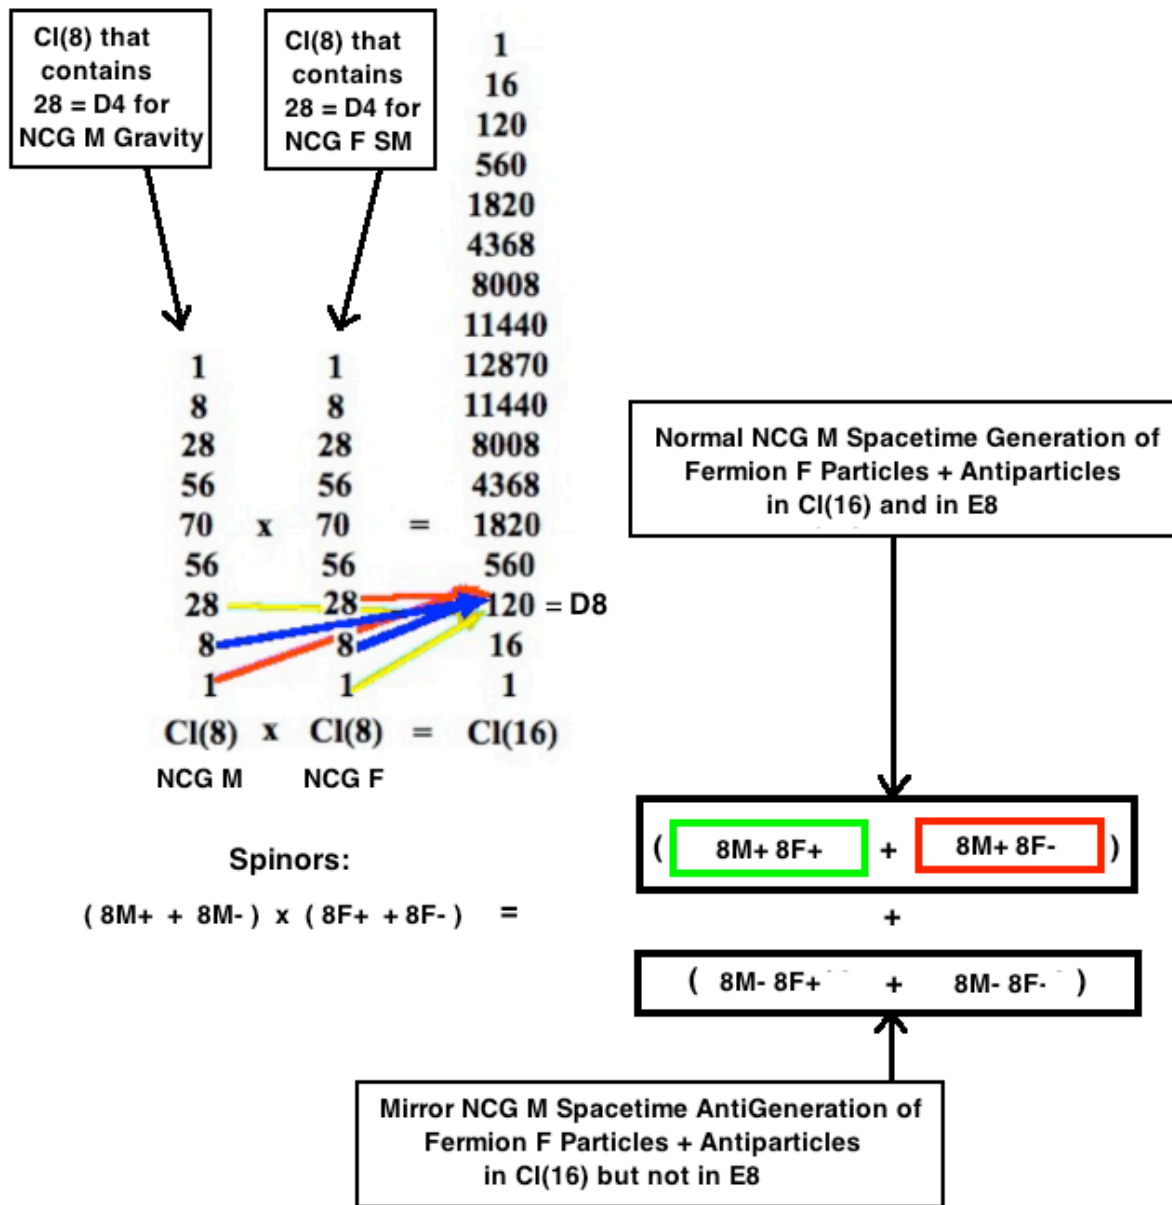 Cl(8) that
contains
28 = D4 for
NCG M Gravity
Cl(8) that
contains
28 = D4 for
NCG F SM
1
16
120
560
1820
4368
8008
11440
1 1 12870
8 8 11440
28 28 8008
56 56 4368
70 x 70 = 1820
56 56 560
28 28 120 = D8
8 8 16
1 1 1
Cl(8) x Cl(8) = Cl(16)
NCG M NCG F
Normal NCG M Spacetime Generation of
Fermion F Particles + Antiparticles
in Cl(16) and in E8
Spinors:
( 8M+ + 8M- ) x ( 8F+ + 8F- ) =
( 8M+ 8F+ + 8M+ 8F- )
+
( 8M- 8F+ + 8M- 8F- )
Mirror NCG M Spacetime AntiGeneration of
Fermion F Particles + Antiparticles
in Cl(16) but not in E8